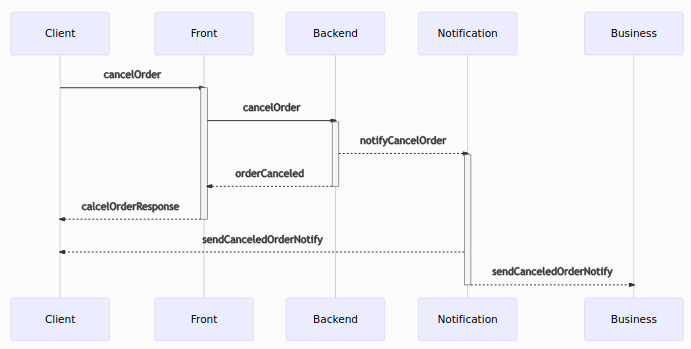 Client Front Backend Notification Business
cancelOrder
cancelOrder
notifyCancelOrder
orderCanceled
calcelOrderResponse
sendCanceledOrderNotify
sendCanceledOrderNotify
Client Front Backend Notification Business